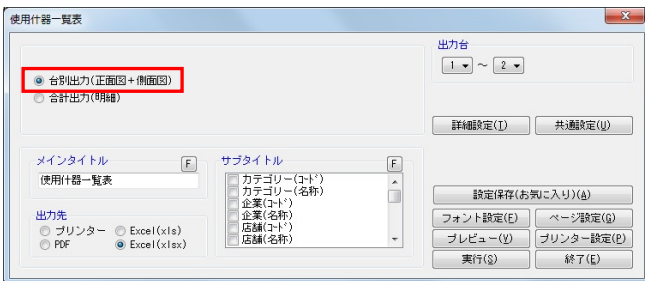 使用什器一覧表
台別出力(正面図+側面図)
合計出力(明細)
出力台
1 ～ 2
詳細設定(I)
共通設定(U)
メインタイトル
F
使用什器一覧表
サブタイトル
F
カテゴリー(コード)
カテゴリー(名称)
企業(コード)
企業(名称)
店舗(コード)
店舗(名称)
出力先
プリンター
Excel(xls)
PDF
Excel(xlsx)
設定保存(お気に入り)(A)
フォント設定(F)
ページ設定(G)
プレビュー(V)
プリンター設定(P)
実行(S)
終了(E)